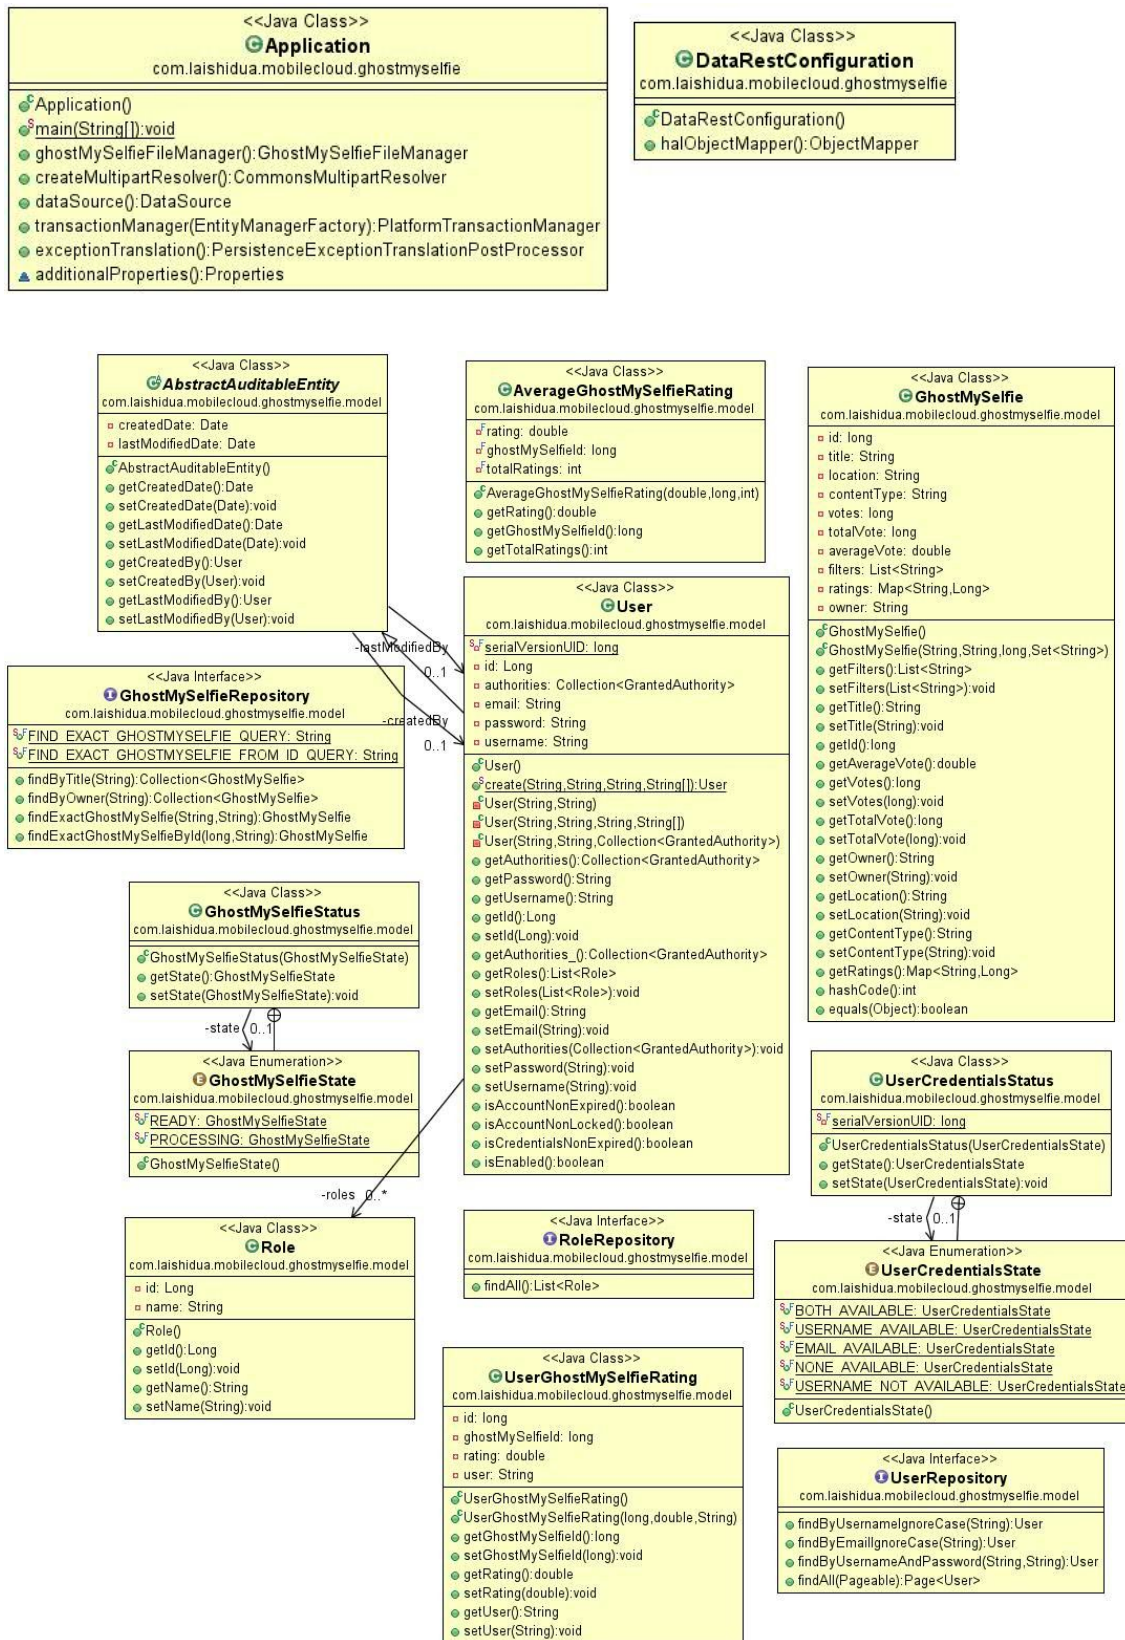 <<Java Class>>
Application
com.laishidua.mobilecloud.ghostmyselfie
Application()
main(String[]):void
ghostMySelfieFileManager():GhostMySelfieFileManager
createMultipartResolver():CommonsMultipartResolver
dataSource():DataSource
transactionManager(EntityManagerFactory):PlatformTransactionManager
exceptionTranslation():PersistenceExceptionTranslationPostProcessor
additionalProperties():Properties
<<Java Class>>
DataRestConfiguration
com.laishidua.mobilecloud.ghostmyselfie
DataRestConfiguration()
halObjectMapper():ObjectMapper
<<Java Class>>
AbstractAuditableEntity
com.laishidua.mobilecloud.ghostmyselfie.model
createdDate: Date
lastModifiedDate: Date
AbstractAuditableEntity()
getCreatedDate():Date
setCreatedDate(Date):void
getLastModifiedDate():Date
setLastModifiedDate(Date):void
getCreatedBy():User
setCreatedBy(User):void
getLastModifiedBy():User
setLastModifiedBy(User):void
<<Java Class>>
AverageGhostMySelfieRating
com.laishidua.mobilecloud.ghostmyselfie.model
rating: double
ghostMySelfieId: long
totalRatings: int
AverageGhostMySelfieRating(double,long,int)
getRating():double
getGhostMySelfieId():long
getTotalRatings():int
<<Java Class>>
GhostMySelfie
com.laishidua.mobilecloud.ghostmyselfie.model
id: long
title: String
location: String
contentType: String
votes: long
totalVote: long
averageVote: double
filters: List<String>
ratings: Map<String,Long>
owner: String
GhostMySelfie()
GhostMySelfie(String,String,long,Set<String>)
getFilters():List<String>
setFilters(List<String>):void
getTitle():String
setTitle(String):void
getId():long
getAverageVote():double
getVotes():long
setVotes(long):void
getTotalVote():long
setTotalVote(long):void
getOwner():String
setOwner(String):void
getLocation():String
setLocation(String):void
getContentType():String
setContentType(String):void
getRatings():Map<String,Long>
hashCode():int
equals(Object):boolean
-lastModifiedBy
0..1
-createdBy
0..1
<<Java Class>>
User
com.laishidua.mobilecloud.ghostmyselfie.model
serialVersionUID: long
id: Long
authorities: Collection<GrantedAuthority>
email: String
password: String
username: String
User()
create(String,String,String,String[]):User
User(String,String)
User(String,String,String,String[])
User(String,String,Collection<GrantedAuthority>)
getAuthorities():Collection<GrantedAuthority>
getPassword():String
getUsername():String
getId():Long
setId(Long):void
getAuthorities_():Collection<GrantedAuthority>
getRoles():List<Role>
setRoles(List<Role>):void
getEmail():String
setEmail(String):void
setAuthorities(Collection<GrantedAuthority>):void
setPassword(String):void
setUsername(String):void
isAccountNonExpired():boolean
isAccountNonLocked():boolean
isCredentialsNonExpired():boolean
isEnabled():boolean
<<Java Interface>>
GhostMySelfieRepository
com.laishidua.mobilecloud.ghostmyselfie.model
FIND_EXACT_GHOSTMYSELFIE_QUERY: String
FIND_EXACT_GHOSTMYSELFIE_FROM_ID_QUERY: String
findByTitle(String):Collection<GhostMySelfie>
findByOwner(String):Collection<GhostMySelfie>
findExactGhostMySelfie(String,String):GhostMySelfie
findExactGhostMySelfieById(long,String):GhostMySelfie
<<Java Class>>
GhostMySelfieStatus
com.laishidua.mobilecloud.ghostmyselfie.model
GhostMySelfieStatus(GhostMySelfieState)
getState():GhostMySelfieState
setState(GhostMySelfieState):void
-state 0..1
<<Java Enumeration>>
GhostMySelfieState
com.laishidua.mobilecloud.ghostmyselfie.model
READY: GhostMySelfieState
PROCESSING: GhostMySelfieState
GhostMySelfieState()
-roles 0..*
<<Java Class>>
Role
com.laishidua.mobilecloud.ghostmyselfie.model
id: Long
name: String
Role()
getId():Long
setId(Long):void
getName():String
setName(String):void
<<Java Interface>>
RoleRepository
com.laishidua.mobilecloud.ghostmyselfie.model
findAll():List<Role>
<<Java Class>>
UserCredentialsStatus
com.laishidua.mobilecloud.ghostmyselfie.model
serialVersionUID: long
UserCredentialsStatus(UserCredentialsState)
getState():UserCredentialsState
setState(UserCredentialsState):void
-state 0..1
<<Java Enumeration>>
UserCredentialsState
com.laishidua.mobilecloud.ghostmyselfie.model
BOTH_AVAILABLE: UserCredentialsState
USERNAME_AVAILABLE: UserCredentialsState
EMAIL_AVAILABLE: UserCredentialsState
NONE_AVAILABLE: UserCredentialsState
USERNAME_NOT_AVAILABLE: UserCredentialsState
UserCredentialsState()
<<Java Class>>
UserGhostMySelfieRating
com.laishidua.mobilecloud.ghostmyselfie.model
id: long
ghostMySelfieId: long
rating: double
user: String
UserGhostMySelfieRating()
UserGhostMySelfieRating(long,double,String)
getGhostMySelfieId():long
setGhostMySelfieId(long):void
getRating():double
setRating(double):void
getUser():String
setUser(String):void
<<Java Interface>>
UserRepository
com.laishidua.mobilecloud.ghostmyselfie.model
findByUsernameIgnoreCase(String):User
findByEmailIgnoreCase(String):User
findByUsernameAndPassword(String,String):User
findAll(Pageable):Page<User>